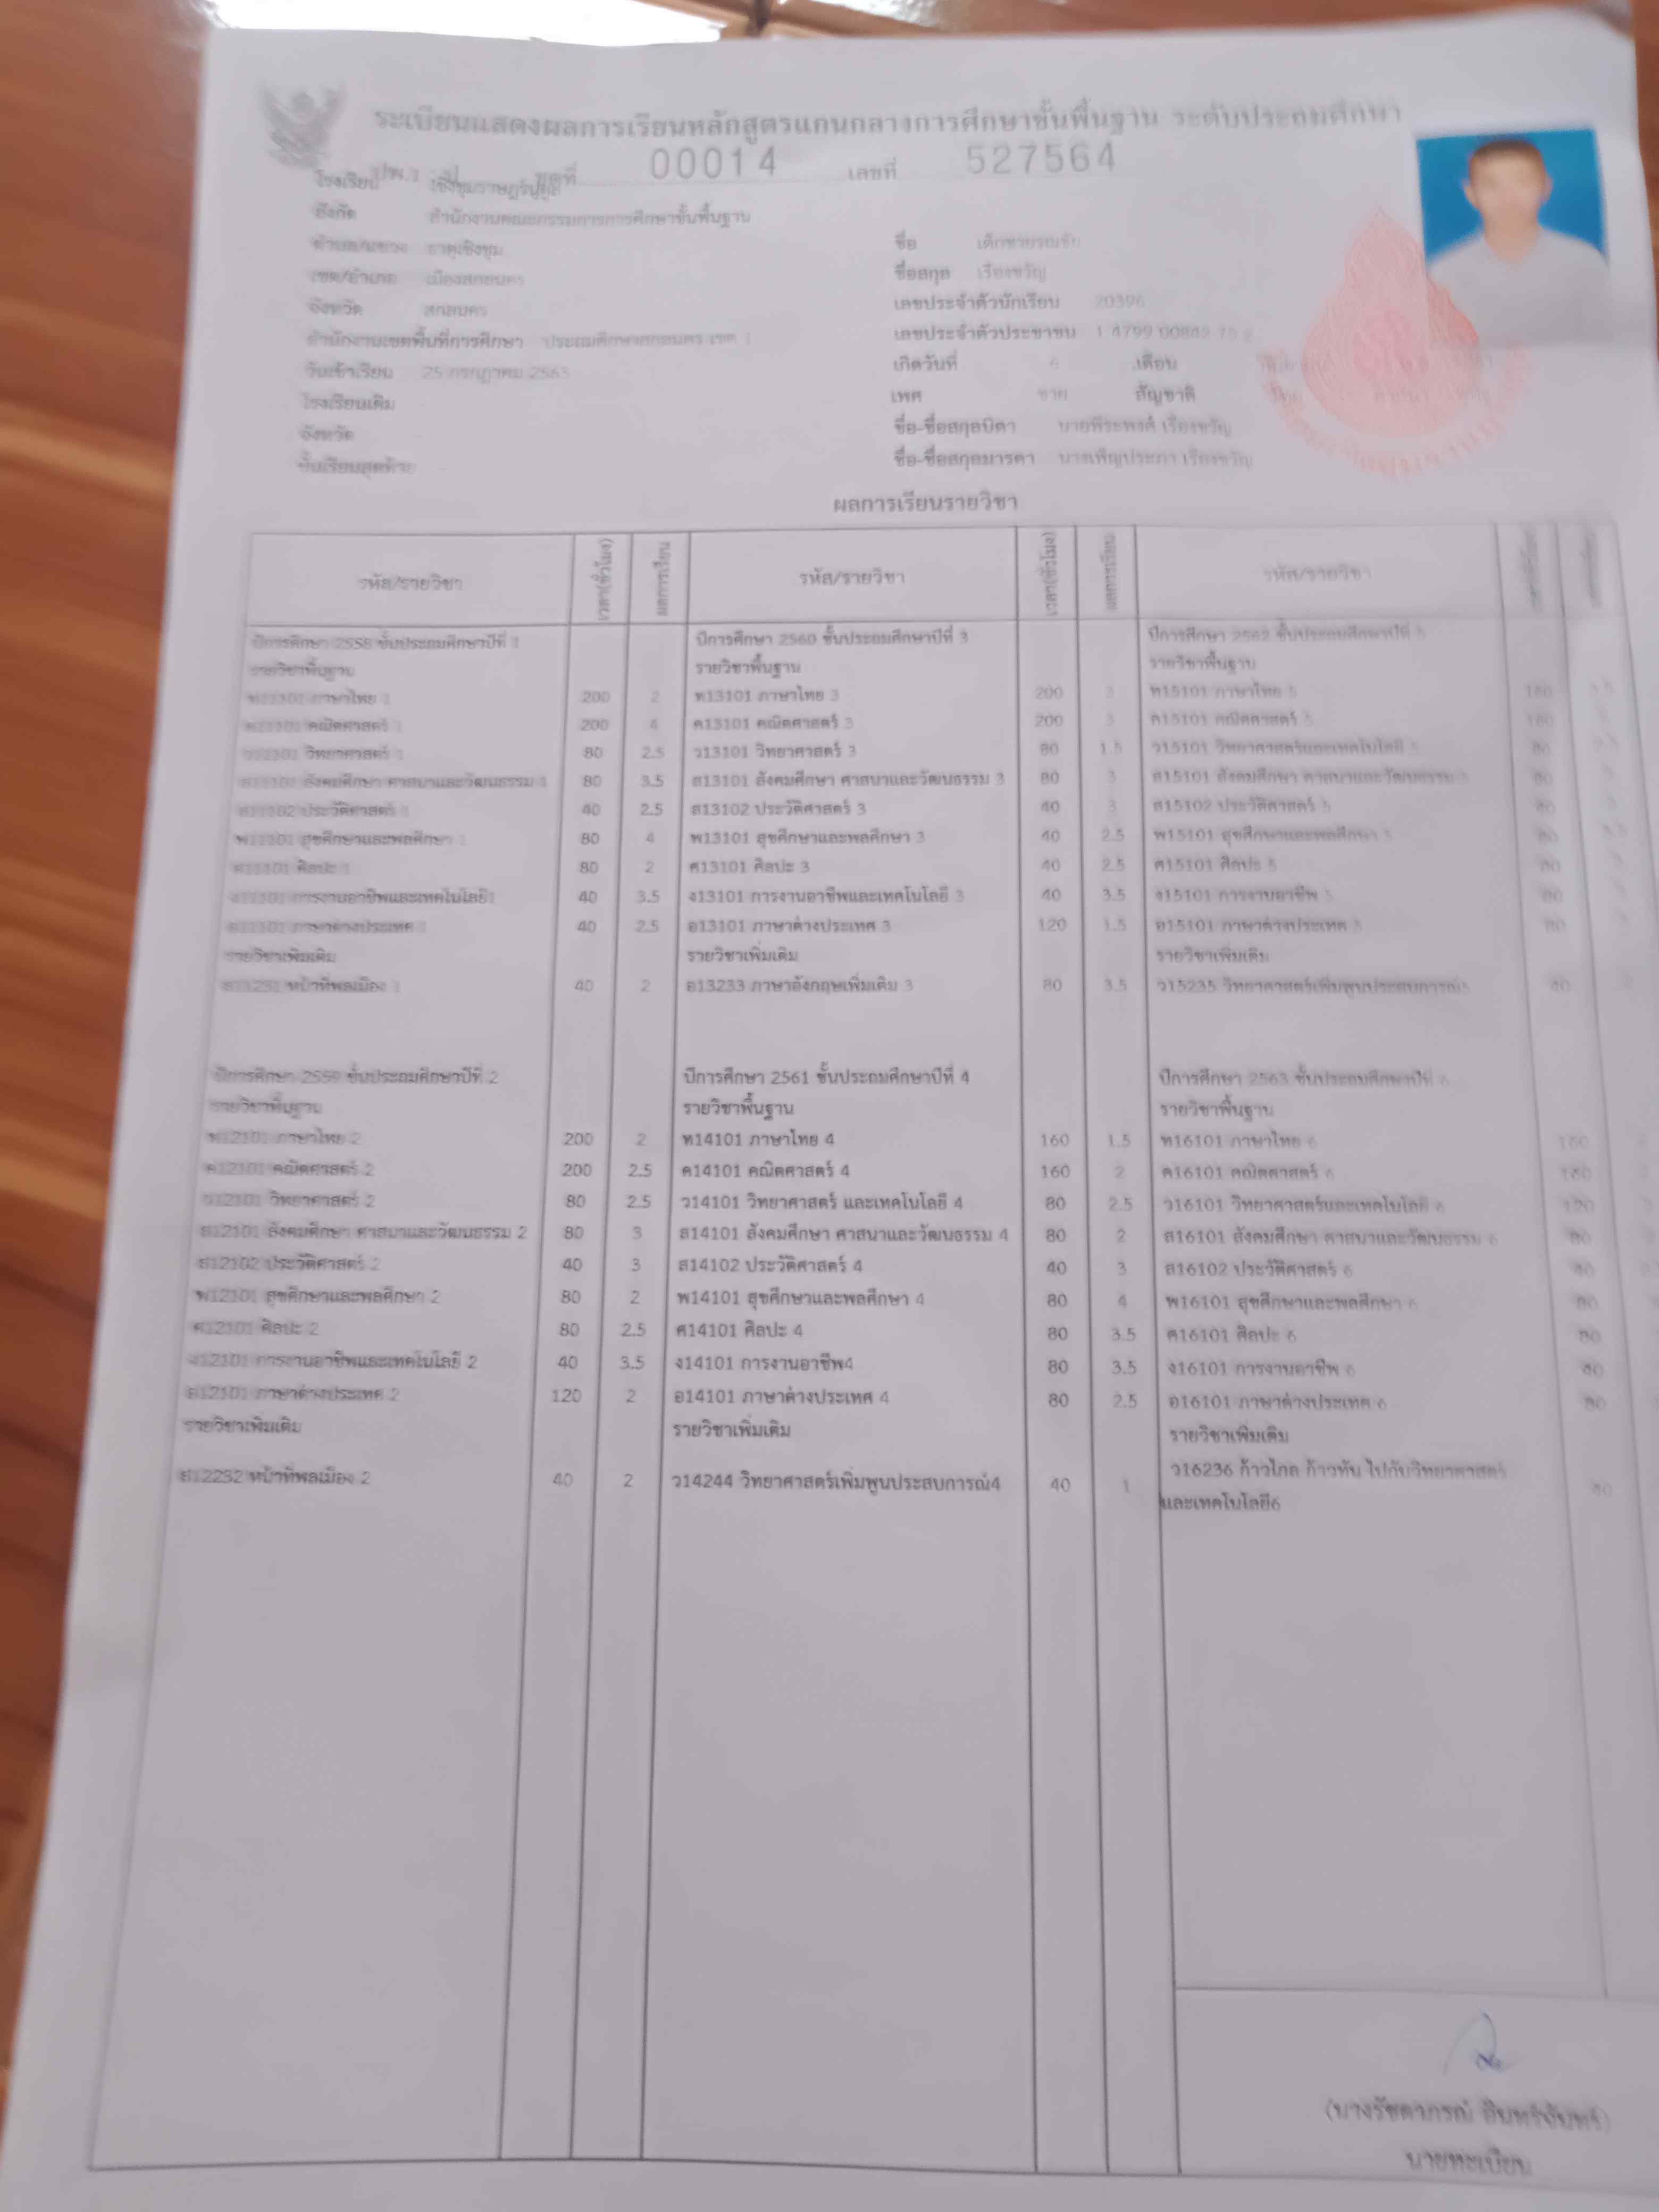 ระเบียนแสดงผลการเรียนหลักสูตรแกนกลางการศึกษาขั้นพื้นฐาน ระดับประถมศึกษา
ปพ.1 : ป ชุดที่ 00014 เลขที่ 527564
โรงเรียน เชิงชุมราษฎร์นุกูล
สังกัด สำนักงานคณะกรรมการการศึกษาขั้นพื้นฐาน
ตำบล/แขวง ธาตุเชิงชุม
เขต/อำเภอ เมืองสกลนคร
จังหวัด สกลนคร
สำนักงานเขตพื้นที่การศึกษา ประถมศึกษาสกลนคร เขต 1
วันเข้าเรียน 25 กรกฎาคม 2563
โรงเรียนเดิม
จังหวัด
ชั้นเรียนสุดท้าย
ชื่อ
ชื่อสกุล เรืองขวัญ
เลขประจำตัวนักเรียน 20396
เลขประจำตัวประชาชน 1 4799 00842
เกิดวันที่ 6 เดือน
เพศ ชาย สัญชาติ
ชื่อ-ชื่อสกุลบิดา นายพีระพงศ์ เรืองขวัญ
ชื่อ-ชื่อสกุลมารดา นางเพ็ญประภา เรืองขวัญ
ผลการเรียนรายวิชา
รหัส/รายวิชา เวลา(ชั่วโมง) ผลการเรียน รหัส/รายวิชา เวลา(ชั่วโมง) ผลการเรียน รหัส/รายวิชา
ปีการศึกษา 2558 ชั้นประถมศึกษาปีที่ 1
รายวิชาพื้นฐาน
ท11101 ภาษาไทย 1 200 2
ค11101 คณิตศาสตร์ 1 200 4
ว11101 วิทยาศาสตร์ 1 80 2.5
ส11101 สังคมศึกษา ศาสนาและวัฒนธรรม 1 80 3.5
ส11102 ประวัติศาสตร์ 1 40 2.5
พ11101 สุขศึกษาและพลศึกษา 1 80 4
ศ11101 ศิลปะ 1 80 2
ง11101 การงานอาชีพและเทคโนโลยี1 40 3.5
อ11101 ภาษาต่างประเทศ 1 40 2.5
รายวิชาเพิ่มเติม
ส11231 หน้าที่พลเมือง 1 40 2
ปีการศึกษา 2559 ชั้นประถมศึกษาปีที่ 2
รายวิชาพื้นฐาน
ท12101 ภาษาไทย 2 200 2
ค12101 คณิตศาสตร์ 2 200 2.5
ว12101 วิทยาศาสตร์ 2 80 2.5
ส12101 สังคมศึกษา ศาสนาและวัฒนธรรม 2 80 3
ส12102 ประวัติศาสตร์ 2 40 3
พ12101 สุขศึกษาและพลศึกษา 2 80 2
ศ12101 ศิลปะ 2 80 2.5
ง12101 การงานอาชีพและเทคโนโลยี 2 40 3.5
อ12101 ภาษาต่างประเทศ 2 120 2
รายวิชาเพิ่มเติม
ส12232 หน้าที่พลเมือง 2 40 2
ปีการศึกษา 2560 ชั้นประถมศึกษาปีที่ 3
รายวิชาพื้นฐาน
ท13101 ภาษาไทย 3 200 3
ค13101 คณิตศาสตร์ 3 200 3
ว13101 วิทยาศาสตร์ 3 80 1.5
ส13101 สังคมศึกษา ศาสนาและวัฒนธรรม 3 80 3
ส13102 ประวัติศาสตร์ 3 40 3
พ13101 สุขศึกษาและพลศึกษา 3 40 2.5
ศ13101 ศิลปะ 3 40 2.5
ง13101 การงานอาชีพและเทคโนโลยี 3 40 3.5
อ13101 ภาษาต่างประเทศ 3 120 1.5
รายวิชาเพิ่มเติม
อ13233 ภาษาอังกฤษเพิ่มเติม 3 80 3.5
ปีการศึกษา 2561 ชั้นประถมศึกษาปีที่ 4
รายวิชาพื้นฐาน
ท14101 ภาษาไทย 4 160 1.5
ค14101 คณิตศาสตร์ 4 160 2
ว14101 วิทยาศาสตร์ และเทคโนโลยี 4 80 2.5
ส14101 สังคมศึกษา ศาสนาและวัฒนธรรม 4 80 2
ส14102 ประวัติศาสตร์ 4 40 3
พ14101 สุขศึกษาและพลศึกษา 4 80 4
ศ14101 ศิลปะ 4 80 3.5
ง14101 การงานอาชีพ4 80 3.5
อ14101 ภาษาต่างประเทศ 4 80 2.5
รายวิชาเพิ่มเติม
ว14244 วิทยาศาสตร์เพิ่มพูนประสบการณ์4 40 1
ปีการศึกษา 2562 ชั้นประถมศึกษาปีที่ 5
รายวิชาพื้นฐาน
ท15101 ภาษาไทย 5 160
ค15101 คณิตศาสตร์ 5 160
ว15101 วิทยาศาสตร์และเทคโนโลยี 5 80
ส15101 สังคมศึกษา ศาสนาและวัฒนธรรม 5 80
ส15102 ประวัติศาสตร์ 5 40
พ15101 สุขศึกษาและพลศึกษา 5 80
ศ15101 ศิลปะ 5 80
ง15101 การงานอาชีพ 5
อ15101 ภาษาต่างประเทศ 5 80
รายวิชาเพิ่มเติม
ว15235 วิทยาศาสตร์เพิ่มพูนประสบการณ์5 40
ปีการศึกษา 2563 ชั้นประถมศึกษาปีที่ 6
รายวิชาพื้นฐาน
ท16101 ภาษาไทย 6 160
ค16101 คณิตศาสตร์ 6 160
ว16101 วิทยาศาสตร์และเทคโนโลยี 6 120
ส16101 สังคมศึกษา ศาสนาและวัฒนธรรม 6 80
ส16102 ประวัติศาสตร์ 6 40
พ16101 สุขศึกษาและพลศึกษา 6 80
ศ16101 ศิลปะ 6 80
ง16101 การงานอาชีพ 6 40
อ16101 ภาษาต่างประเทศ 6 80
รายวิชาเพิ่มเติม
ว16236 ก้าวไกล ก้าวทัน ไปกับวิทยาศาสตร์ 40
และเทคโนโลยี6
(นางรัชดาภรณ์ อินทร์จันทร์)
นายทะเบียน